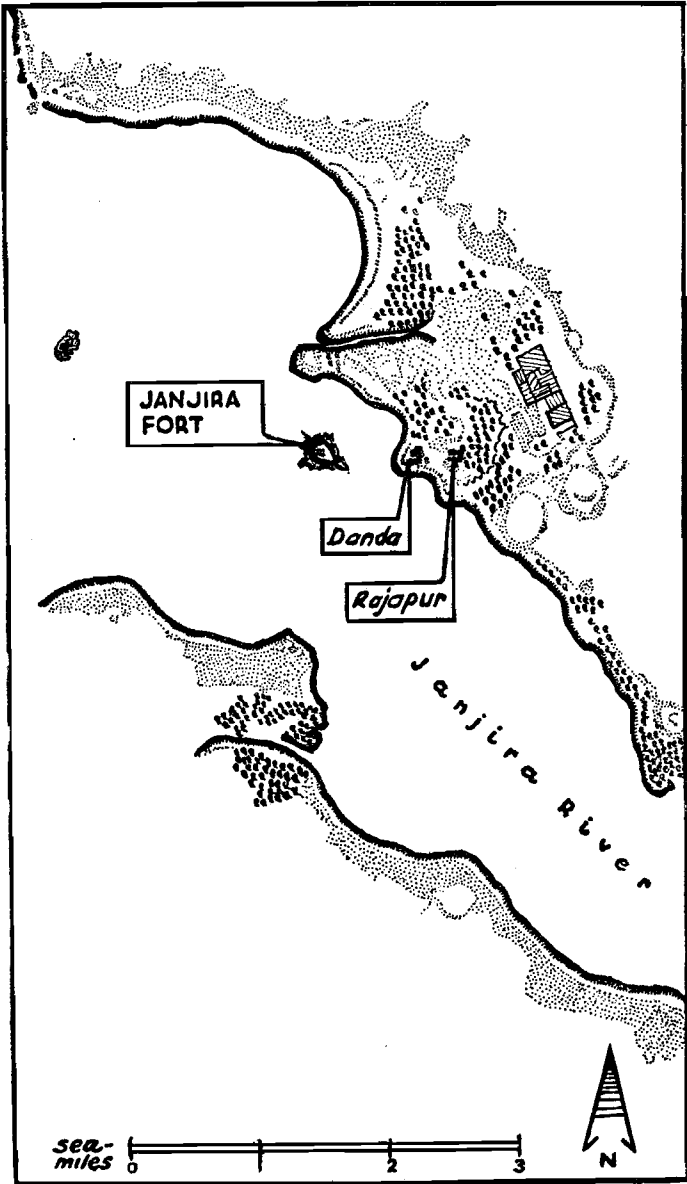 JANJIRA
FORT
Danda
Rajapur
Janjira River
sea-
miles
0 1 2 3
N